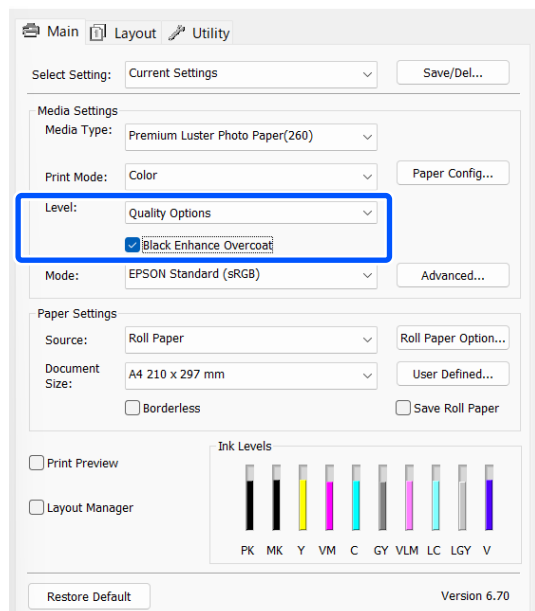 Main Layout Utility
Select Setting: Current Settings Save/Del...
Media Settings
Media Type: Premium Luster Photo Paper(260)
Print Mode: Color Paper Config...
Level: Quality Options
Black Enhance Overcoat
Mode: EPSON Standard (sRGB) Advanced...
Paper Settings
Source: Roll Paper Roll Paper Option...
Document
Size: A4 210 x 297 mm User Defined...
Borderless Save Roll Paper
Ink Levels
Print Preview
Layout Manager
PK MK Y VM C GY VLM LC LGY V
Restore Default Version 6.70